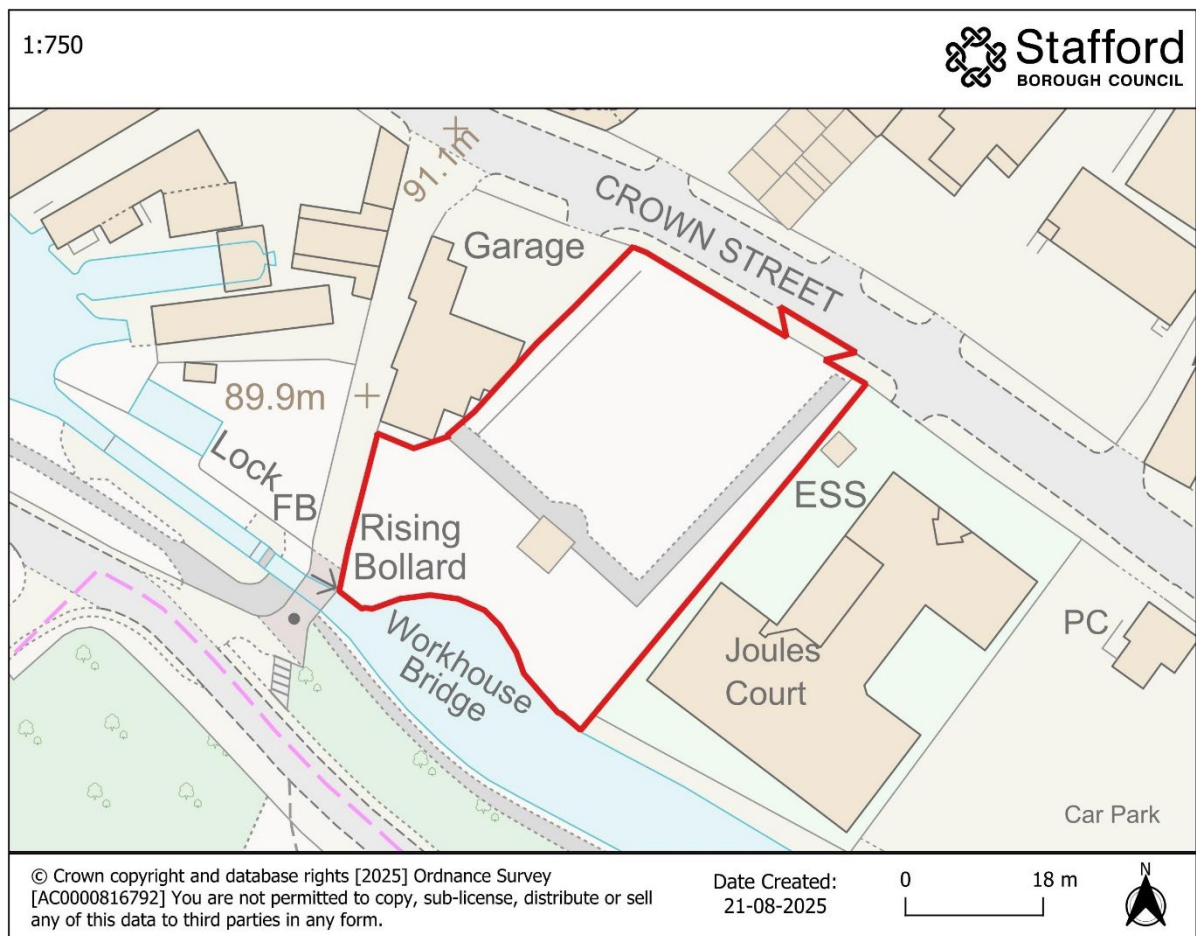 1:750
Stafford
BOROUGH COUNCIL
91.1m
CROWN STREET
Garage
89.9m
Lock
FB
Rising
Bollard
ESS
Workhouse
Bridge
Joules
Court
PC
Car Park
© Crown copyright and database rights [2025] Ordnance Survey
[AC0000816792] You are not permitted to copy, sub-license, distribute or sell
any of this data to third parties in any form.
Date Created:
21-08-2025
0 18 m
N